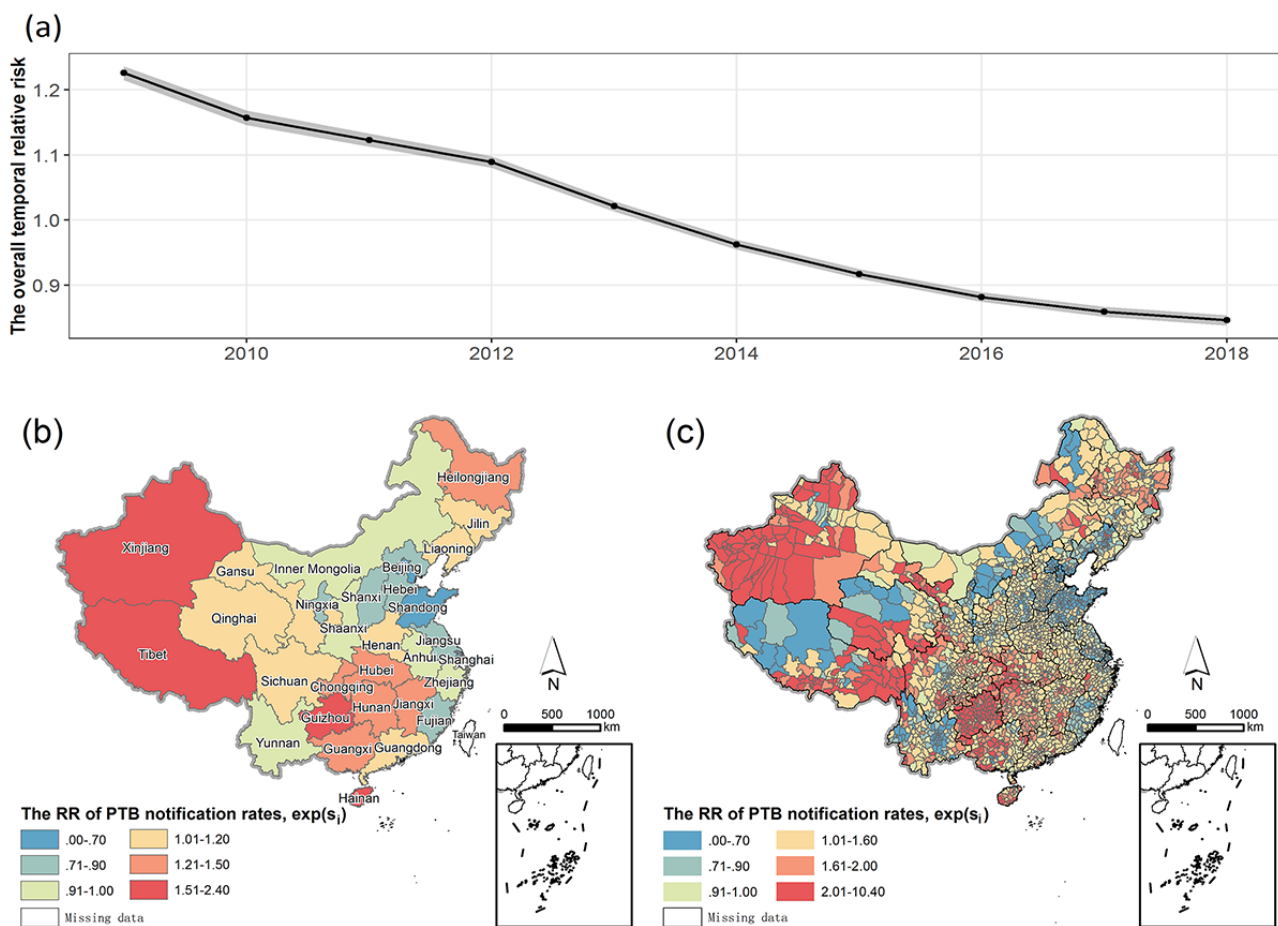 (a)
The overall temporal relative risk
1.2
1.1
1.0
0.9
2010 2012 2014 2016 2018
(b)
Heilongjiang
Jilin
Xinjiang
Liaoning
Gansu
Inner Mongolia
Beijing
Hebei
Ningxia
Shanxi
Shandong
Qinghai
Shaanxi
Henan
Jiangsu
Tibet
Anhui
Shanghai
Hubei
Sichuan
Chongqing
Zhejiang
Hunan
Jiangxi
Guizhou
Fujian
Yunnan
Guangxi
Guangdong
Taiwan
Hainan
N
0 500 1000
km
The RR of PTB notification rates, exp(si)
.00-.70 1.01-1.20
.71-.90 1.21-1.50
.91-1.00 1.51-2.40
Missing data
(c)
N
0 500 1000
km
The RR of PTB notification rates, exp(si)
.00-.70 1.01-1.60
.71-.90 1.61-2.00
.91-1.00 2.01-10.40
Missing data